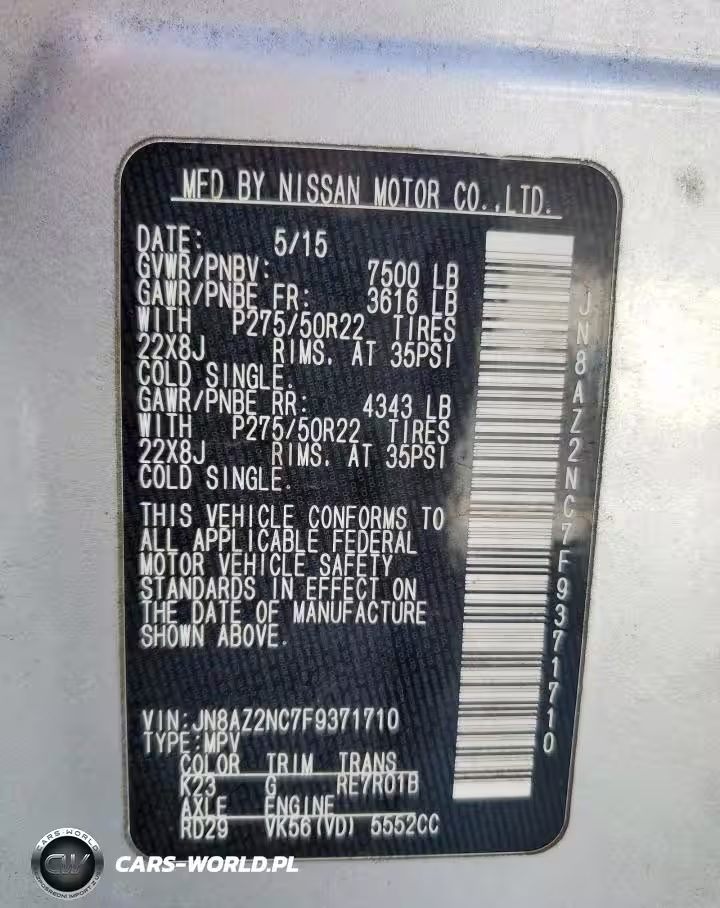 MFD BY NISSAN MOTOR CO.,LTD.
DATE: 5/15
GVWR/PNBV: 7500 LB
GAWR/PNBE FR: 3616 LB
WITH P275/50R22 TIRES
22X8J RIMS. AT 35PSI
COLD SINGLE.
GAWR/PNBE RR: 4343 LB
WITH P275/50R22 TIRES
22X8J RIMS. AT 35PSI
COLD SINGLE.
THIS VEHICLE CONFORMS TO
ALL APPLICABLE FEDERAL
MOTOR VEHICLE SAFETY
STANDARDS IN EFFECT ON
THE DATE OF MANUFACTURE
SHOWN ABOVE.
VIN:JN8AZ2NC7F9371710
TYPE:MPV
COLOR TRIM TRANS
K23 G RE7R01B
AXLE ENGINE
RD29 VK56(VD) 5552CC
JN8AZ2NC7F9371710
CARS-WORLD
CW
CARS-WORLD.PL